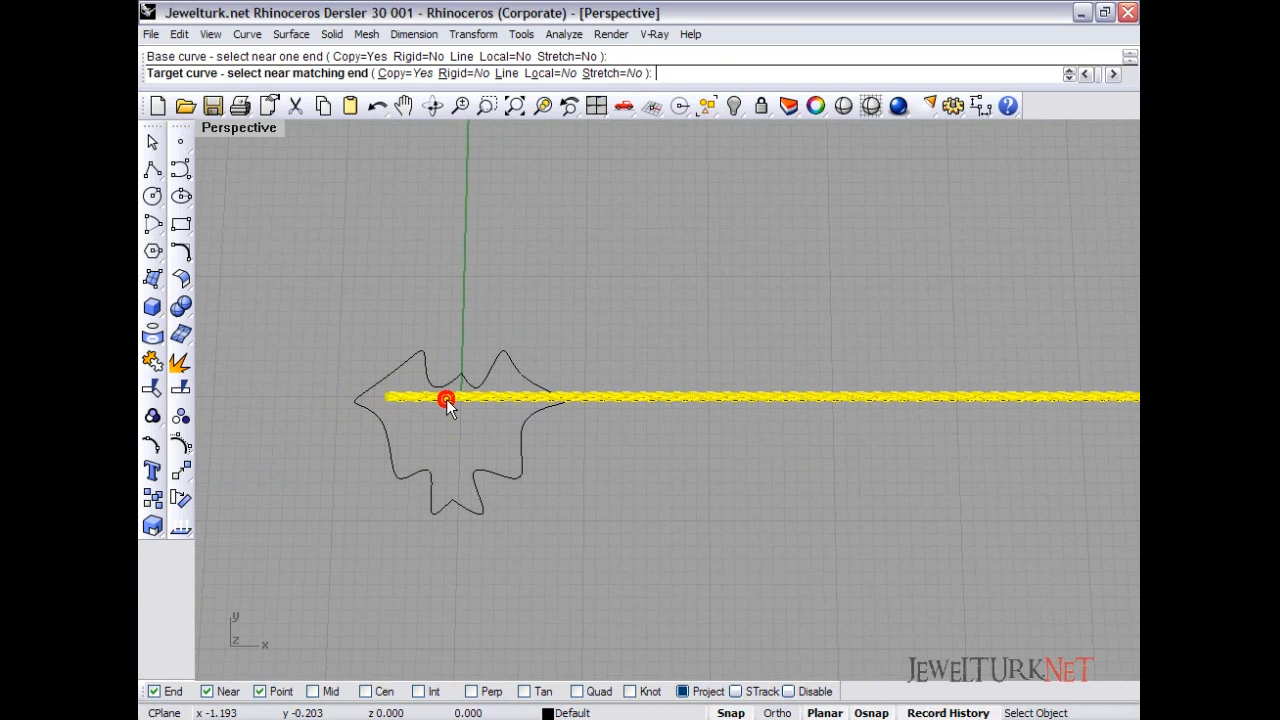 Jewelturk.net Rhinoceros Dersler 30 001 - Rhinoceros (Corporate) - [Perspective]
File Edit View Curve Surface Solid Mesh Dimension Transform Tools Analyze Render V-Ray Help
Base curve - select near one end ( Copy=Yes Rigid=No Line Local=No Stretch=No ):
Target curve - select near matching end ( Copy=Yes Rigid=No Line Local=No Stretch=No ):
Perspective
y
z x
JEWELTURKNET
End Near Point Mid Cen Int Perp Tan Quad Knot Project STrack Disable
CPlane x -1.193 y -0.203 z 0.000 0.000 Default Snap Ortho Planar Osnap Record History Select Object